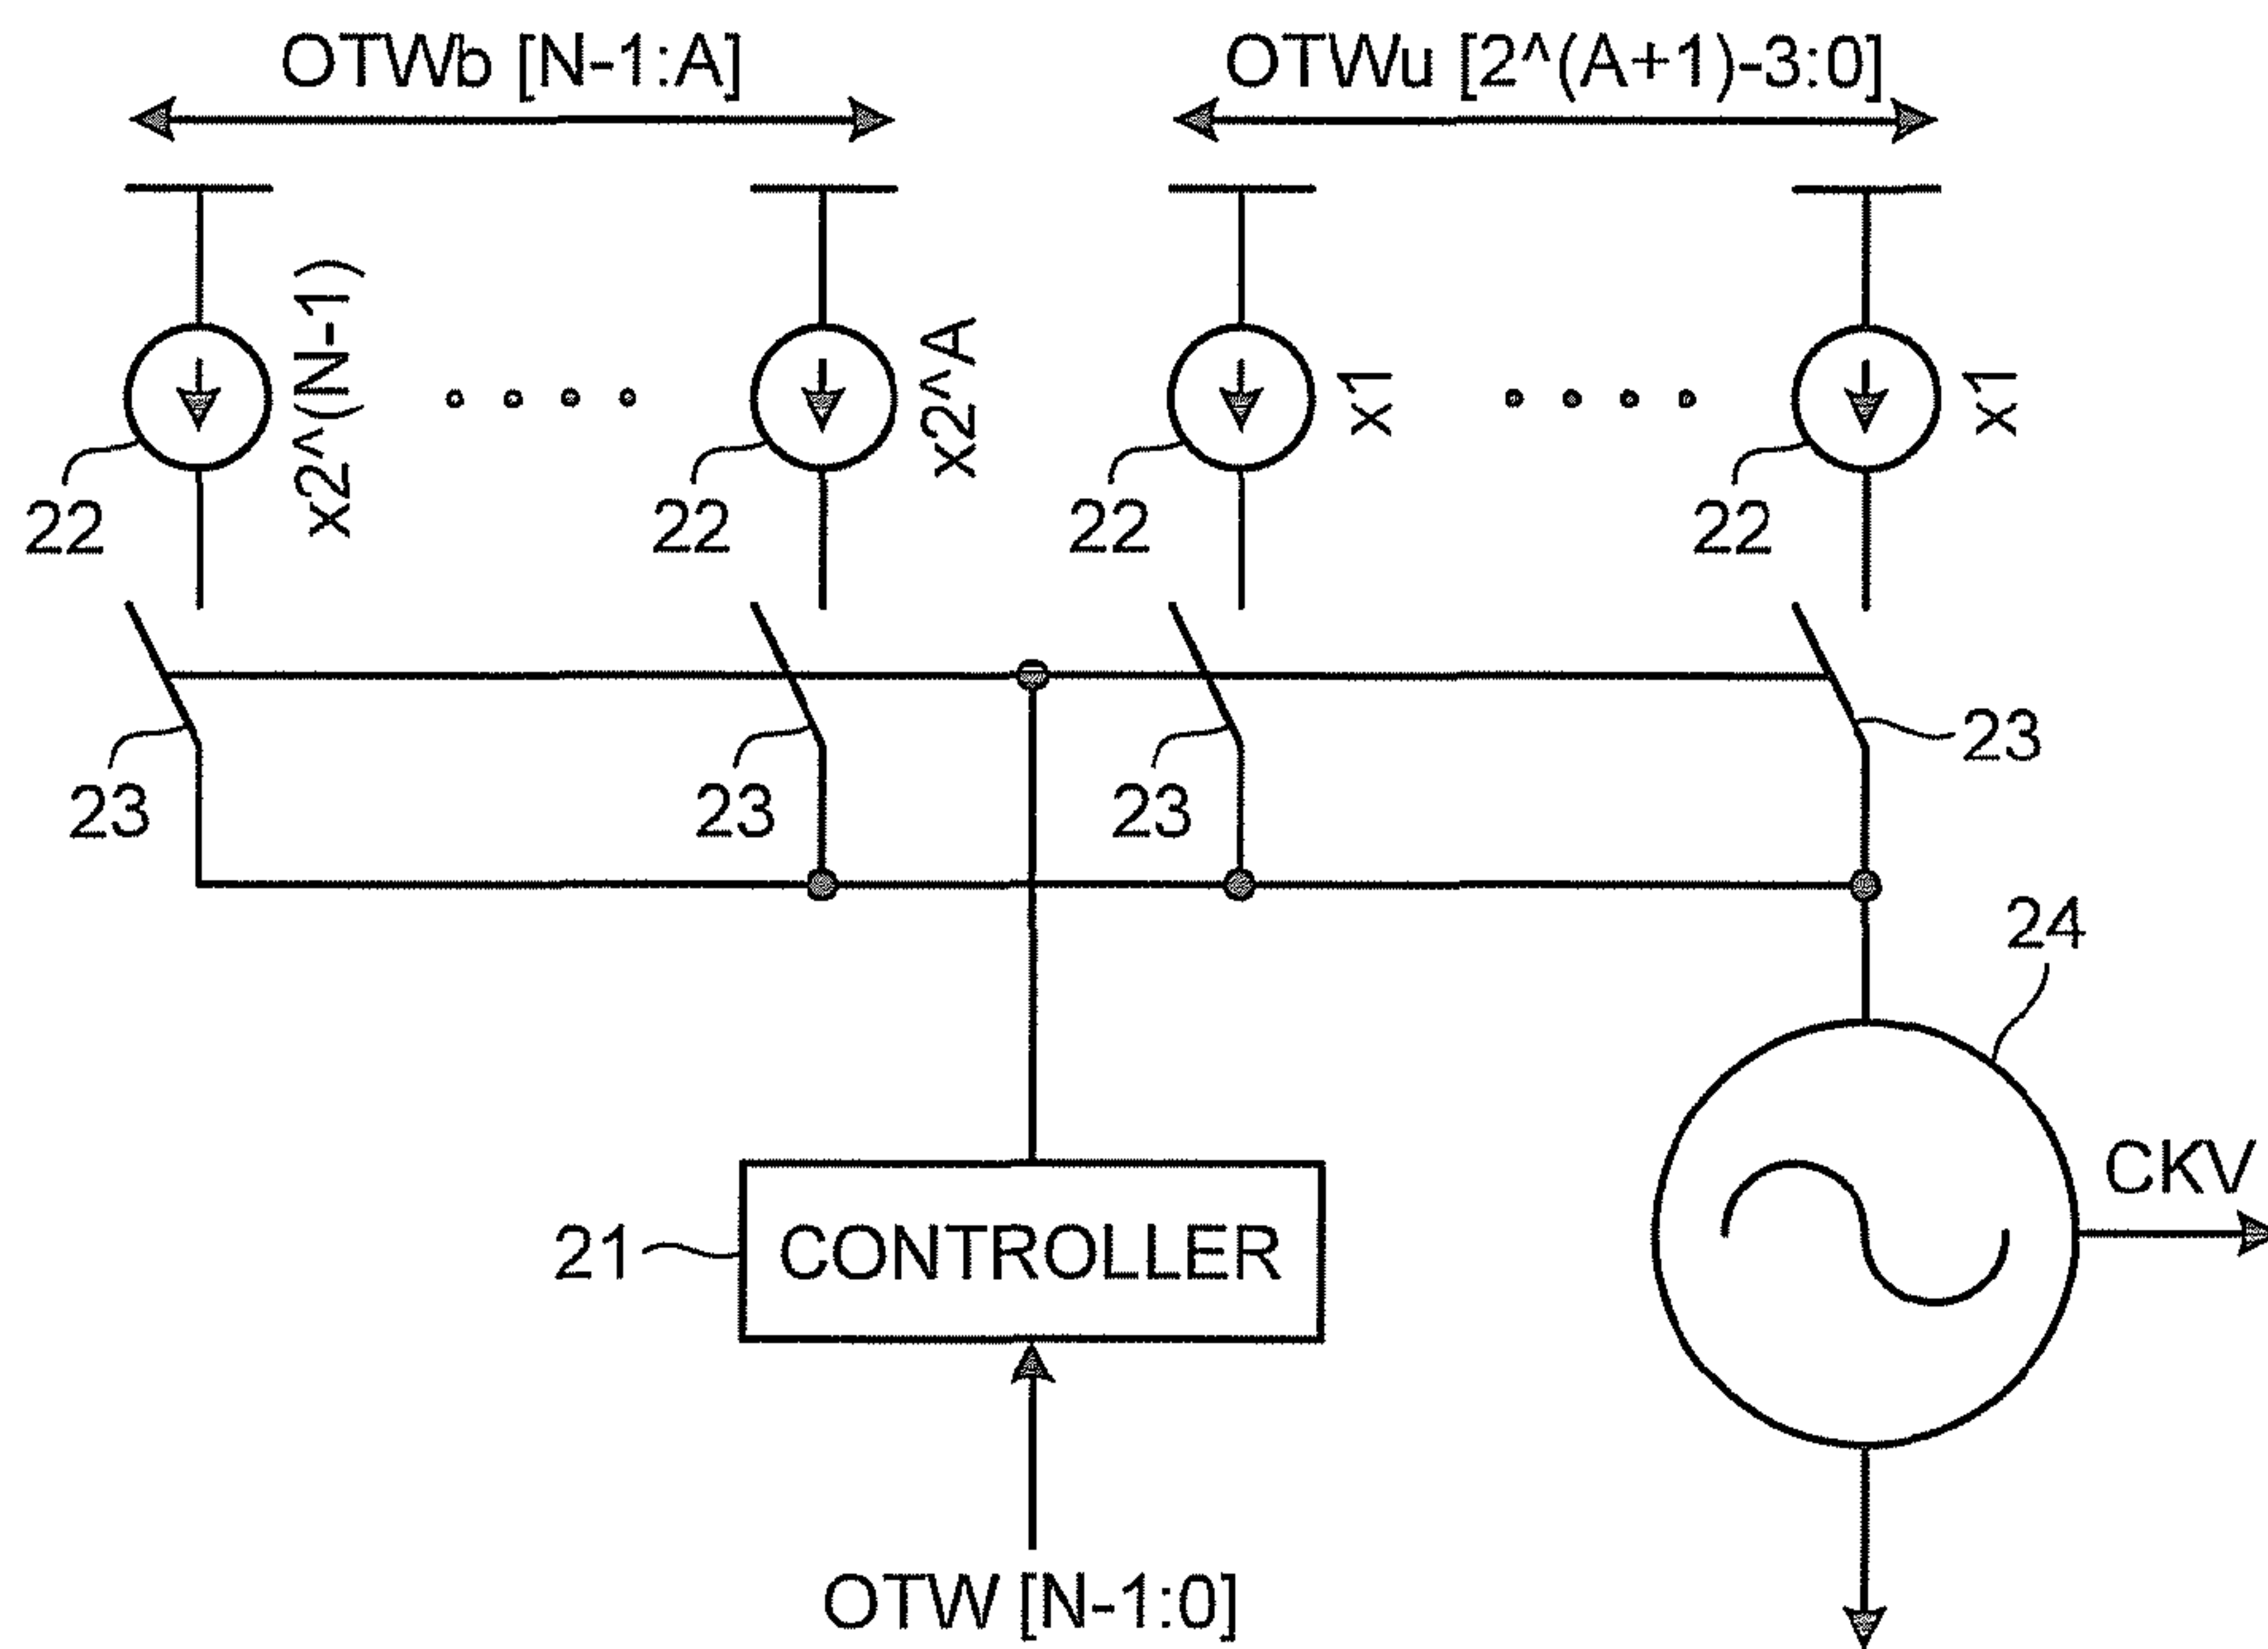 OTWb [N-1:A]
OTWu [2^(A+1)-3:0]
x2^(N-1)
x2^A
x1
x1
22
22
22
22
23
23
23
23
24
CKV
21
CONTROLLER
OTW [N-1:0]